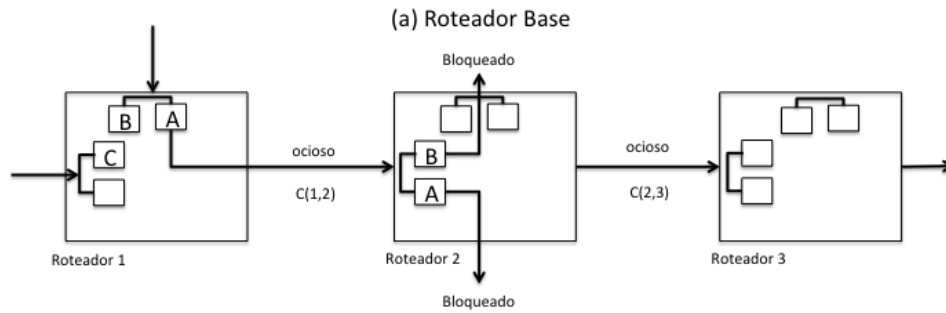 (a) Roteador Base
Bloqueado
B A
C
ocioso
C(1,2)
Roteador 1
B
A
ocioso
C(2,3)
Roteador 2
Bloqueado
Roteador 3